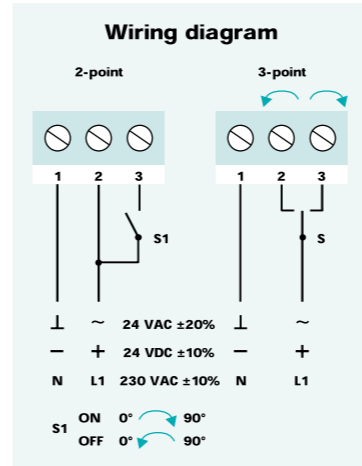 Wiring diagram
2-point 3-point
1 2 3 1 2 3
S1 S
⊥ ~ 24 VAC ±20% ⊥ ~
− + 24 VDC ±10% − +
N L1 230 VAC ±10% N L1
S1 ON 0° 90°
OFF 0° 90°